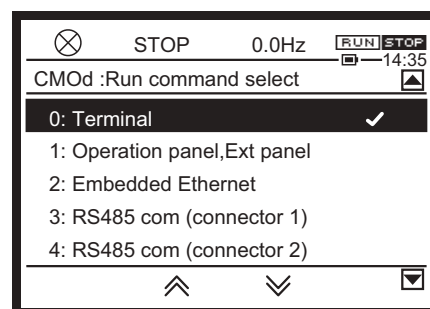 STOP 0.0Hz RUN STOP
14:35
CMOd :Run command select
0: Terminal
1: Operation panel,Ext panel
2: Embedded Ethernet
3: RS485 com (connector 1)
4: RS485 com (connector 2)